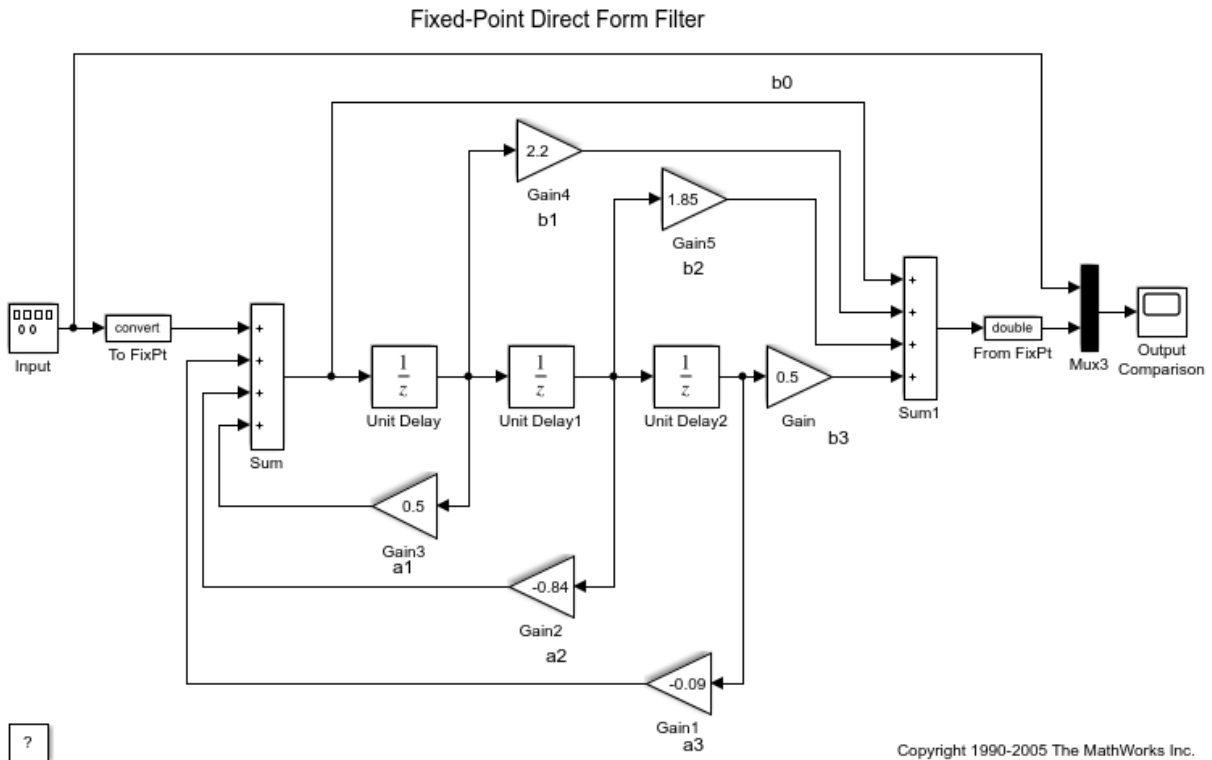 Fixed-Point Direct Form Filter
b0
2.2
Gain4
b1
1.85
Gain5
b2
0 0
Input
convert
To FixPt
+
+
+
+
Sum
1
z
Unit Delay
1
z
Unit Delay1
1
z
Unit Delay2
0.5
Gain
b3
+
+
+
+
Sum1
double
From FixPt
Mux3
Output
Comparison
0.5
Gain3
a1
-0.84
Gain2
a2
-0.09
Gain1
a3
?
Copyright 1990-2005 The MathWorks Inc.